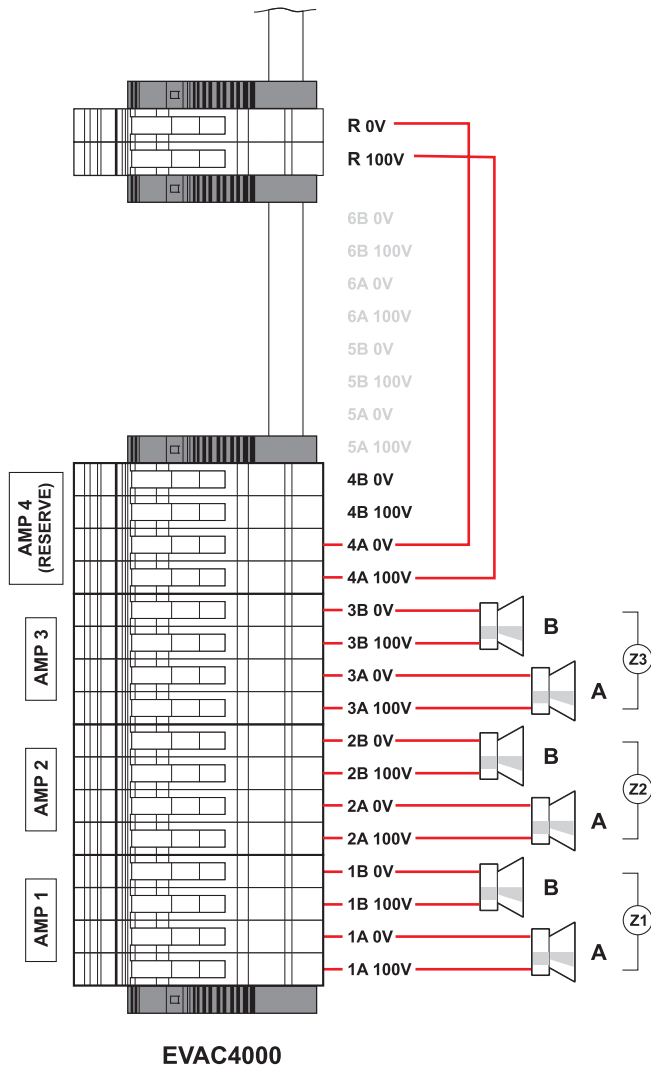 R 0V
R 100V
6B 0V
6B 100V
6A 0V
6A 100V
5B 0V
5B 100V
5A 0V
5A 100V
AMP 4
(RESERVE)
4B 0V
4B 100V
4A 0V
4A 100V
AMP 3
3B 0V
3B 100V
B
3A 0V
3A 100V
A
Z3
AMP 2
2B 0V
2B 100V
B
2A 0V
2A 100V
A
Z2
AMP 1
1B 0V
1B 100V
B
1A 0V
1A 100V
A
Z1
EVAC4000